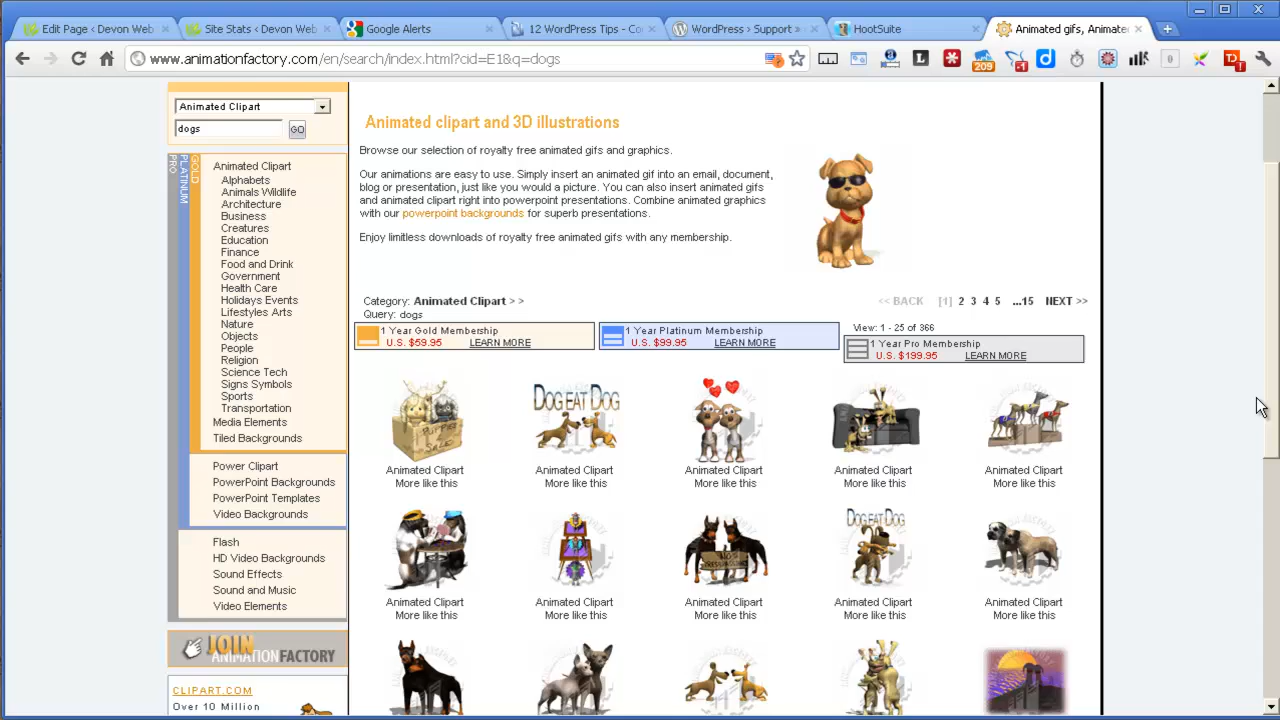 Edit Page ‹ Devon Web
Site Stats ‹ Devon Web
Google Alerts
12 WordPress Tips - Co
WordPress › Support »
HootSuite
Animated gifs, Animate
www.animationfactory.com/en/search/index.html?cid=E1&q=dogs
209
-1
0
1
Animated Clipart
dogs
GO
PRO
PLATINUM
GOLD
Animated Clipart
Alphabets
Animals Wildlife
Architecture
Business
Creatures
Education
Finance
Food and Drink
Government
Health Care
Holidays Events
Lifestyles Arts
Nature
Objects
People
Religion
Science Tech
Signs Symbols
Sports
Transportation
Media Elements
Tiled Backgrounds
Power Clipart
PowerPoint Backgrounds
PowerPoint Templates
Video Backgrounds
Flash
HD Video Backgrounds
Sound Effects
Sound and Music
Video Elements
JOIN
ANIMATIONFACTORY
CLIPART.COM
Over 10 Million
Animated clipart and 3D illustrations
Browse our selection of royalty free animated gifs and graphics.
Our animations are easy to use. Simply insert an animated gif into an email, document,
blog or presentation, just like you would a picture. You can also insert animated gifs
and animated clipart right into powerpoint presentations. Combine animated graphics
with our powerpoint backgrounds for superb presentations.
Enjoy limitless downloads of royalty free animated gifs with any membership.
Category: Animated Clipart > >
Query: dogs
<< BACK [1] 2 3 4 5 ...15 NEXT >>
View: 1 - 25 of 366
1 Year Gold Membership
U.S. $59.95 LEARN MORE
1 Year Platinum Membership
U.S. $99.95 LEARN MORE
1 Year Pro Membership
U.S. $199.95 LEARN MORE
PUPPIES
SALE
DOG EAT DOG
Animated Clipart
More like this
Animated Clipart
More like this
Animated Clipart
More like this
Animated Clipart
More like this
Animated Clipart
More like this
DOG EAT DOG
Animated Clipart
More like this
Animated Clipart
More like this
Animated Clipart
More like this
Animated Clipart
More like this
Animated Clipart
More like this